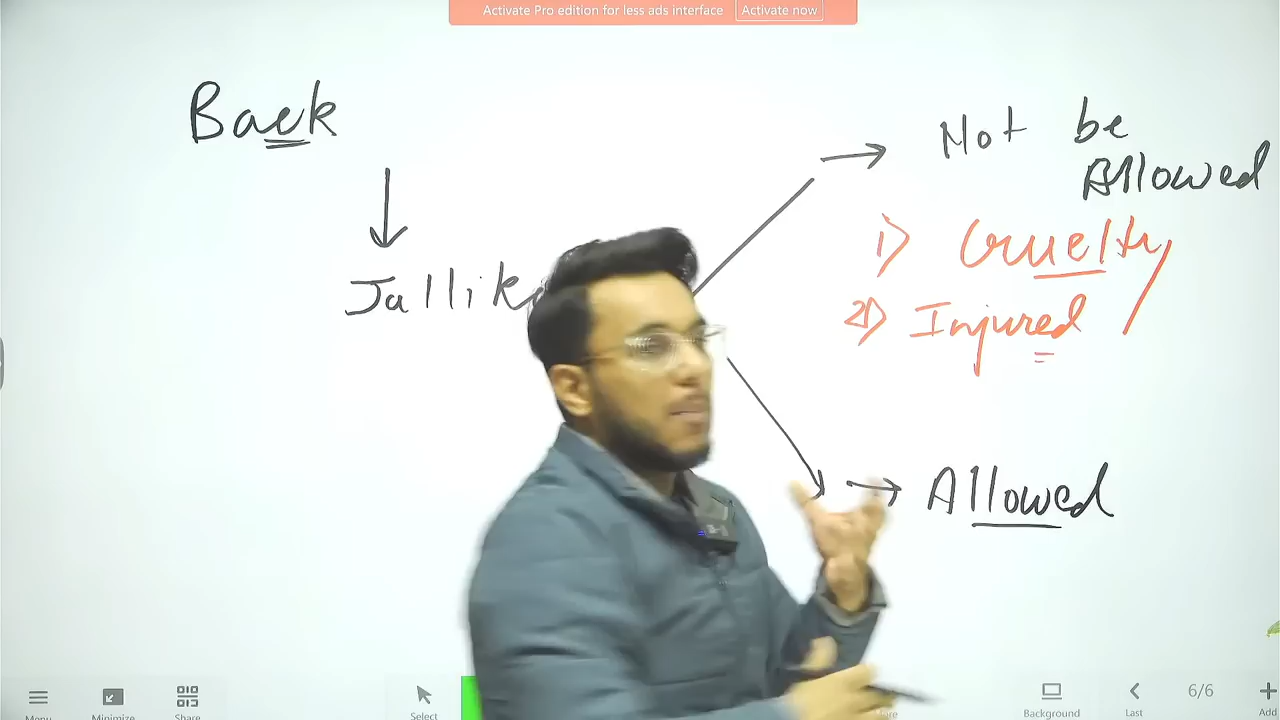 Activate Pro edition for less ads interface Activate now
Back
Jallik
Not be
Allowed
1) Cruelty
2) Injured
Allowed
Menu
Minimize
Share
Select
Background
Last
6/6
Add